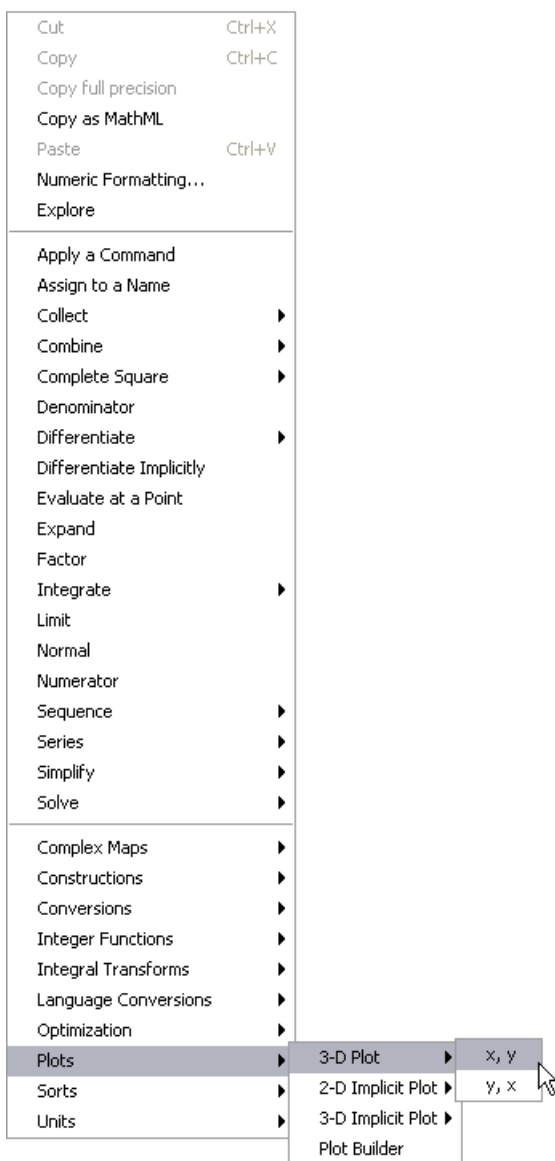 Cut Ctrl+X
Copy Ctrl+C
Copy full precision
Copy as MathML
Paste Ctrl+V
Numeric Formatting...
Explore
Apply a Command
Assign to a Name
Collect
Combine
Complete Square
Denominator
Differentiate
Differentiate Implicitly
Evaluate at a Point
Expand
Factor
Integrate
Limit
Normal
Numerator
Sequence
Series
Simplify
Solve
Complex Maps
Constructions
Conversions
Integer Functions
Integral Transforms
Language Conversions
Optimization
Plots 3-D Plot x, y
Sorts 2-D Implicit Plot y, x
Units 3-D Implicit Plot
Plot Builder